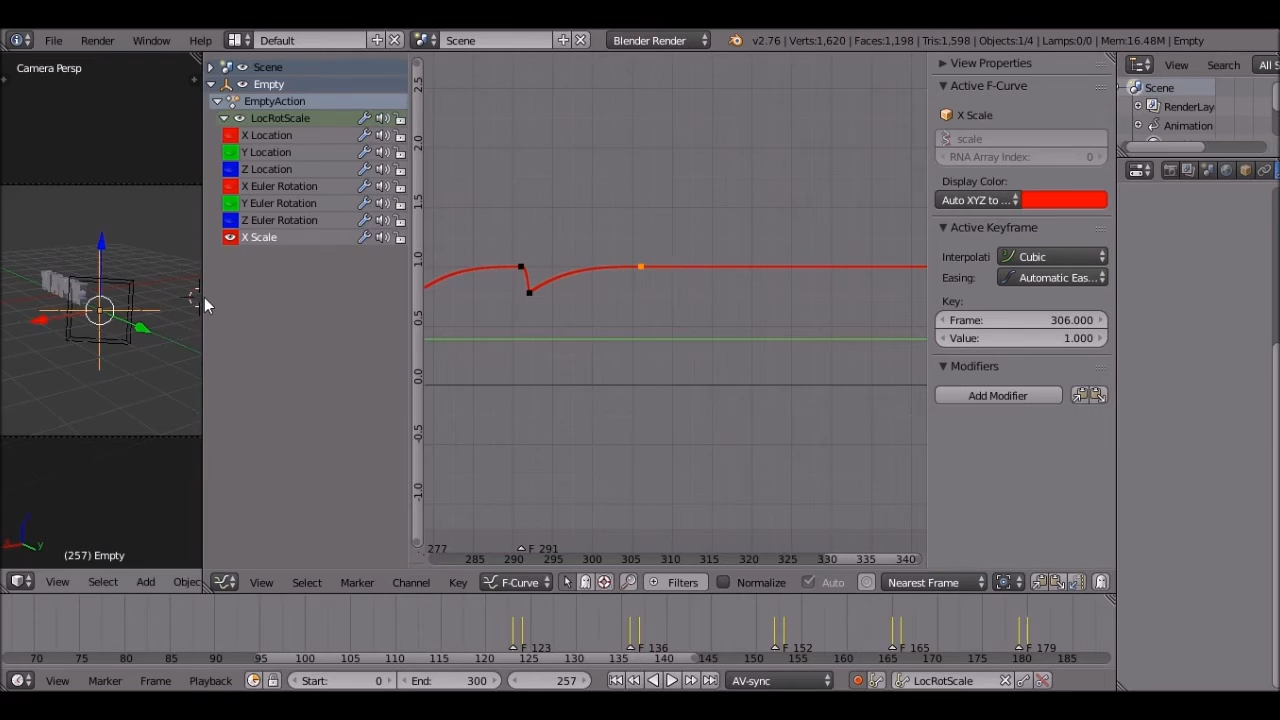 File Render Window Help Default Scene Blender Render v2.76 | Verts:1,620 | Faces:1,198 | Tris:1,598 | Objects:1/4 | Lamps:0/0 | Mem:16.48M | Empty
Camera Persp
(257) Empty
View Select Add Objec
Scene
Empty
EmptyAction
LocRotScale
X Location
Y Location
Z Location
X Euler Rotation
Y Euler Rotation
Z Euler Rotation
X Scale
2.5
2.0
1.5
1.0
0.5
0.0
-0.5
-1.0
F 291
277 285 290 295 300 305 310 315 320 325 330 335 340
View Select Marker Channel Key F-Curve Filters Normalize Auto Nearest Frame
View Properties
Active F-Curve
X Scale
scale
RNA Array Index: 0
Display Color:
Auto XYZ to ...
Active Keyframe
Interpolati Cubic
Easing: Automatic Eas...
Key:
Frame: 306.000
Value: 1.000
Modifiers
Add Modifier
View Search All S
Scene
RenderLay
Animation
F 123 F 136 F 152 F 165 F 179
70 75 80 85 90 95 100 105 110 115 120 125 130 135 140 145 150 155 160 165 170 175 180 185
View Marker Frame Playback Start: 0 End: 300 257 AV-sync LocRotScale